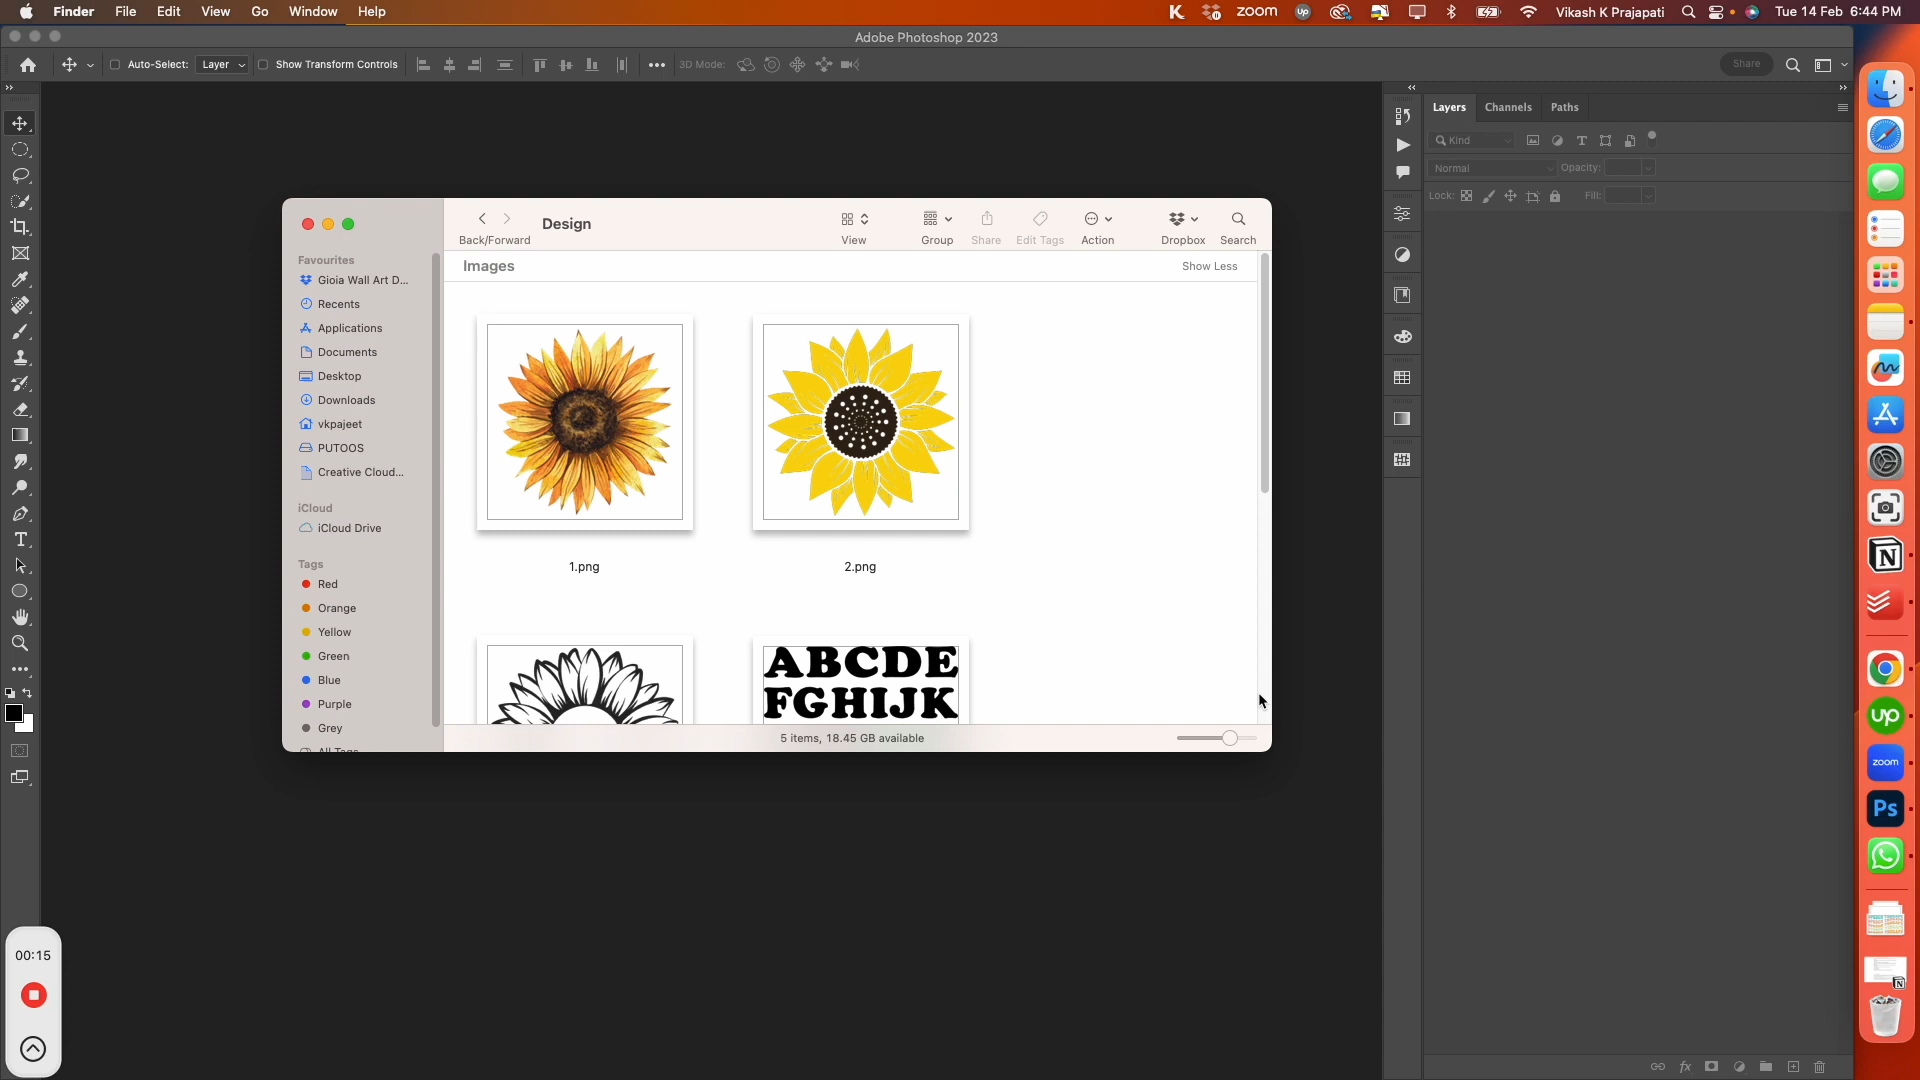 Finder File Edit View Go Window Help
zoom
Vikash K Prajapati
Tue 14 Feb 6:44 PM
Adobe Photoshop 2023
Auto-Select: Layer
Show Transform Controls
3D Mode:
Share
Layers Channels Paths
Kind
Normal
Opacity:
Lock:
Fill:
Back/Forward
Design
View
Group
Share
Edit Tags
Action
Dropbox
Search
Images
Show Less
Favourites
Gioia Wall Art D...
Recents
Applications
Documents
Desktop
Downloads
vkpajeet
PUTOOS
Creative Cloud...
iCloud
iCloud Drive
Tags
Red
Orange
Yellow
Green
Blue
Purple
Grey
All Tags...
1.png
2.png
ABCDE
FGHIJK
5 items, 18.45 GB available
00:15
up
zoom
Ps